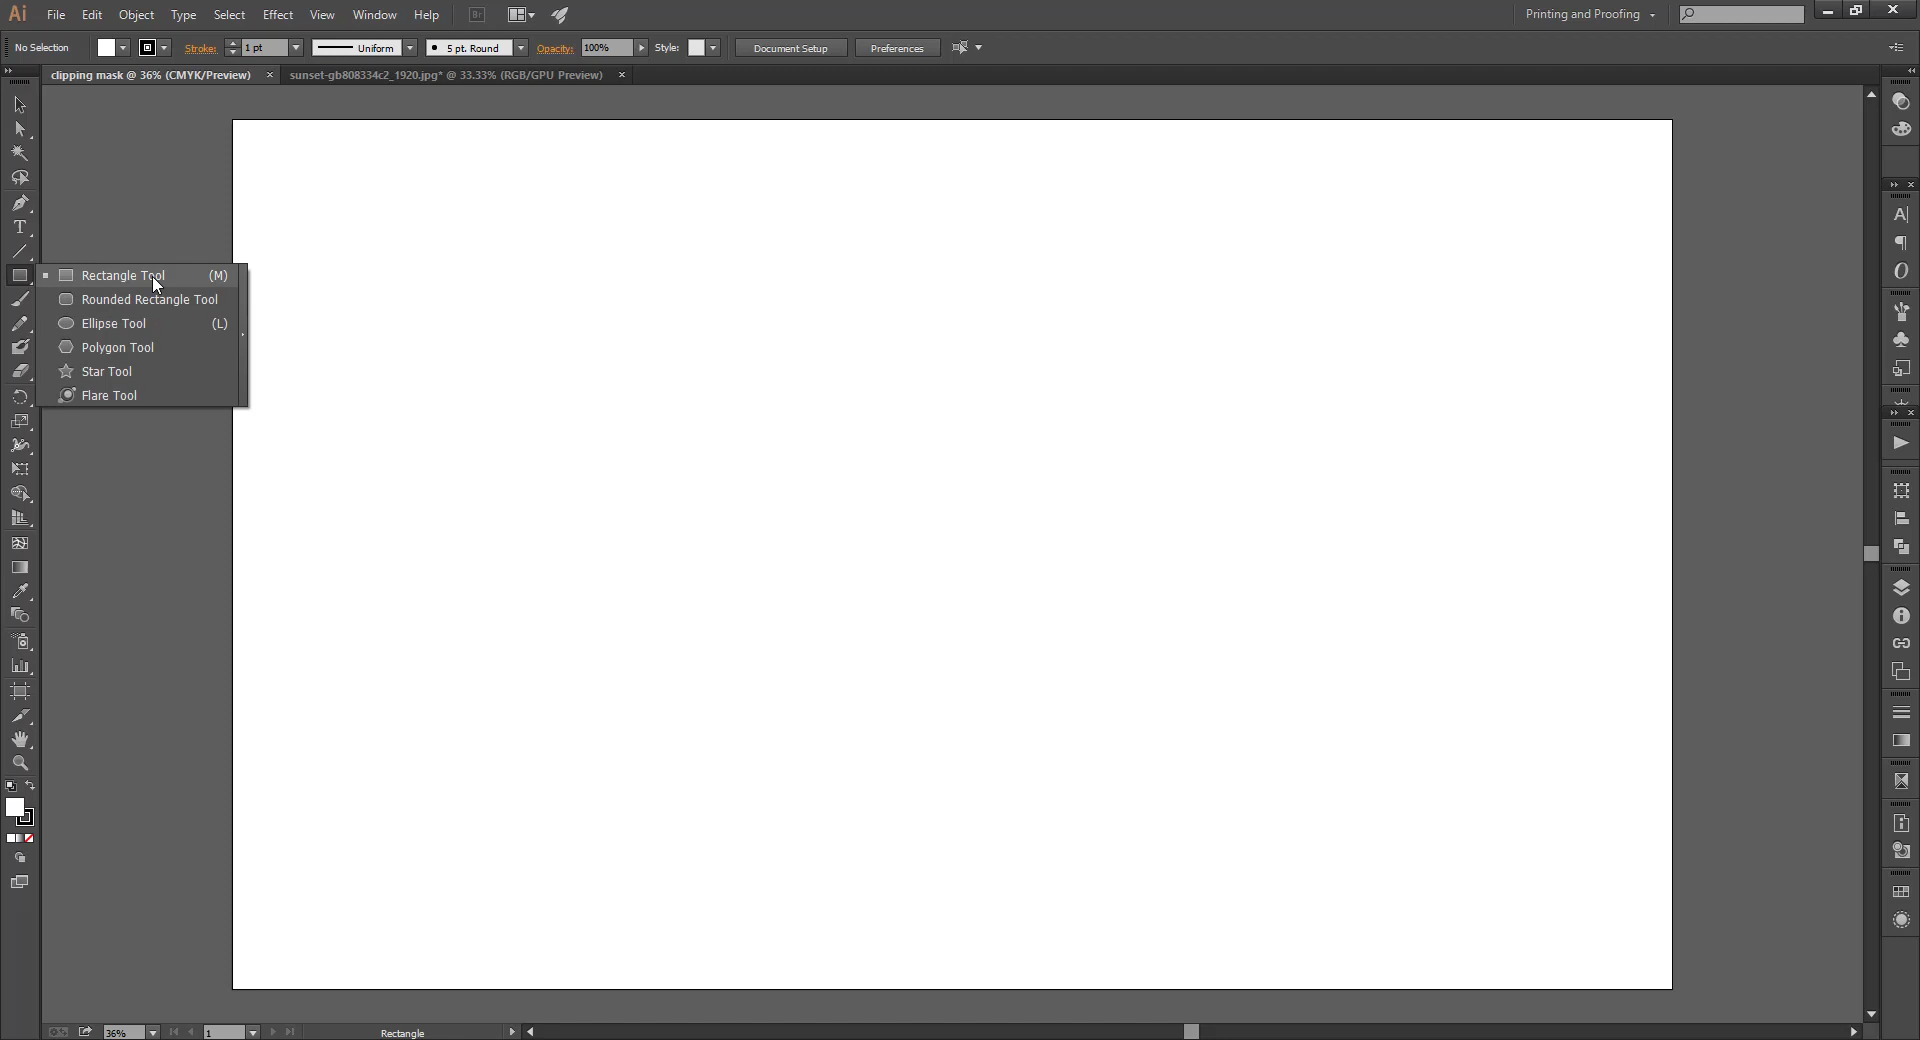 Ai File Edit Object Type Select Effect View Window Help Br Printing and Proofing
No Selection Stroke: 1 pt Uniform 5 pt. Round Opacity: 100% Style: Document Setup Preferences
clipping mask @ 36% (CMYK/Preview) sunset-gb808334c2_1920.jpg* @ 33.33% (RGB/GPU Preview)
Rectangle Tool (M)
Rounded Rectangle Tool
Ellipse Tool (L)
Polygon Tool
Star Tool
Flare Tool
36% 1 Rectangle